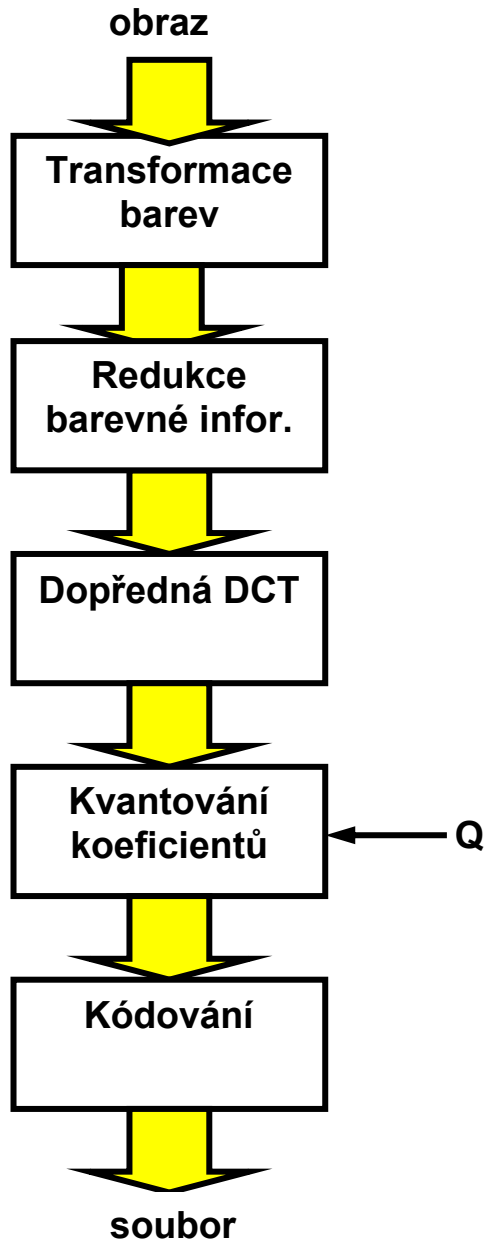 obraz
Transformace
barev
Redukce
barevné infor.
Dopředná DCT
Kvantování
koeficientů
Q
Kódování
soubor